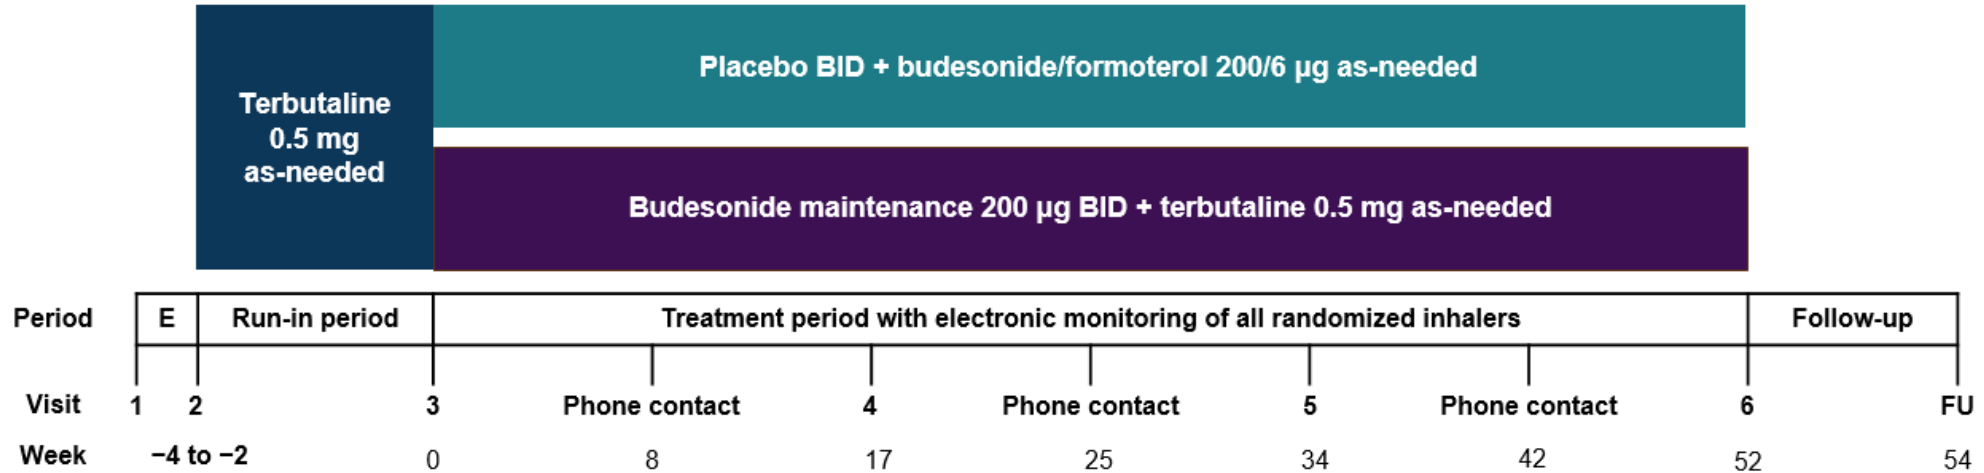 Terbutaline
0.5 mg
as-needed
Placebo BID + budesonide/formoterol 200/6 µg as-needed
Budesonide maintenance 200 µg BID + terbutaline 0.5 mg as-needed
Period E Run-in period Treatment period with electronic monitoring of all randomized inhalers Follow-up
Visit 1 2 3 Phone contact 4 Phone contact 5 Phone contact 6 FU
Week −4 to −2 0 8 17 25 34 42 52 54